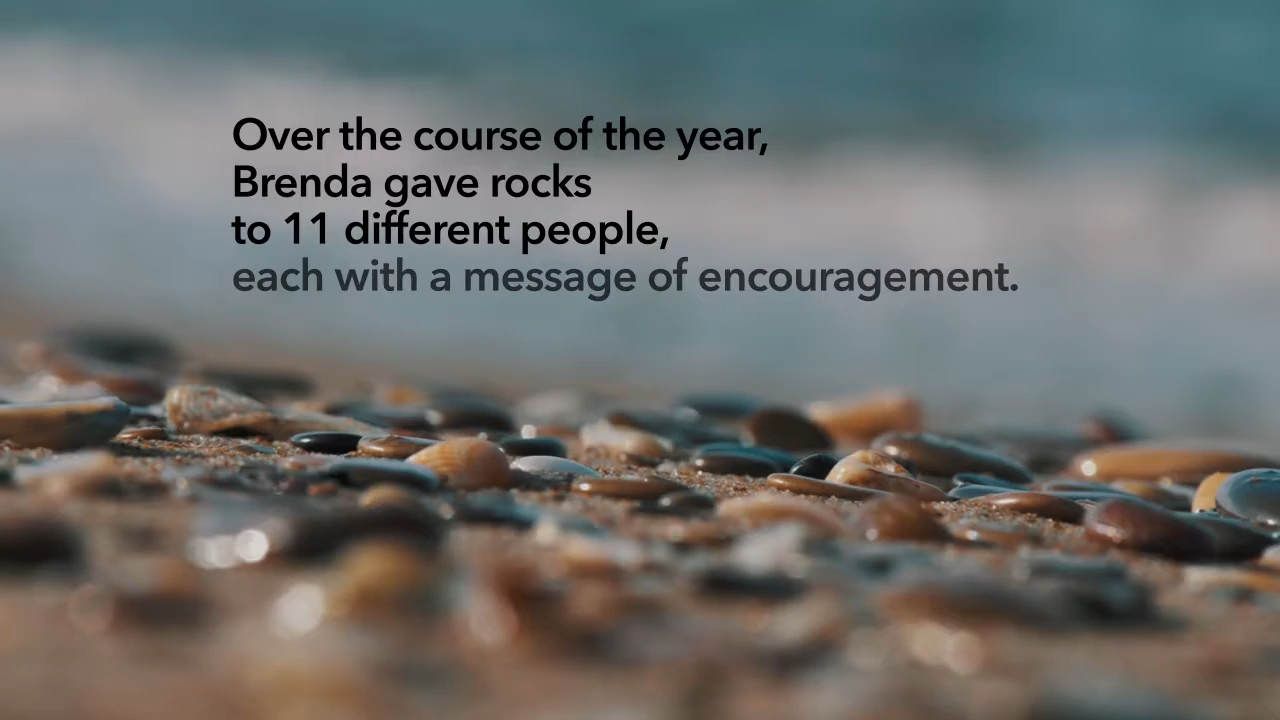 Over the course of the year,
Brenda gave rocks
to 11 different people,
each with a message of encouragement.